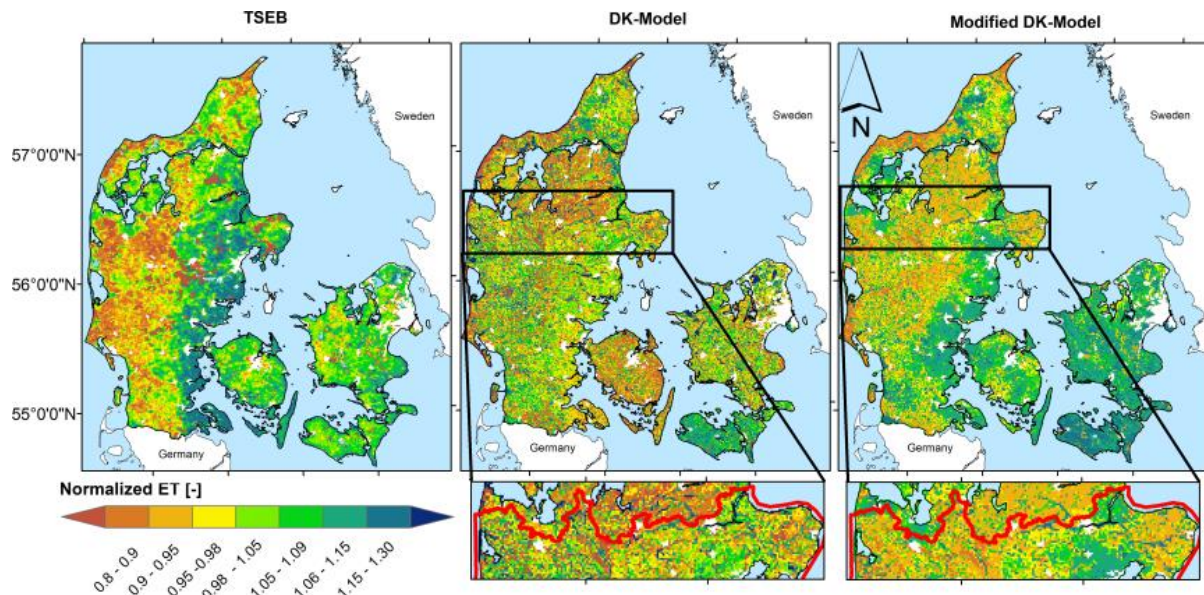 TSEB
DK-Model
Modified DK-Model
Sweden
Sweden
Sweden
N
57°0'0"N
56°0'0"N
55°0'0"N
Germany
Germany
Germany
Normalized ET [-]
0.8 - 0.9
0.9 - 0.95
0.95 -0.98
0.98 - 1.05
1.05 - 1.09
1.06 - 1.15
1.15 - 1.30